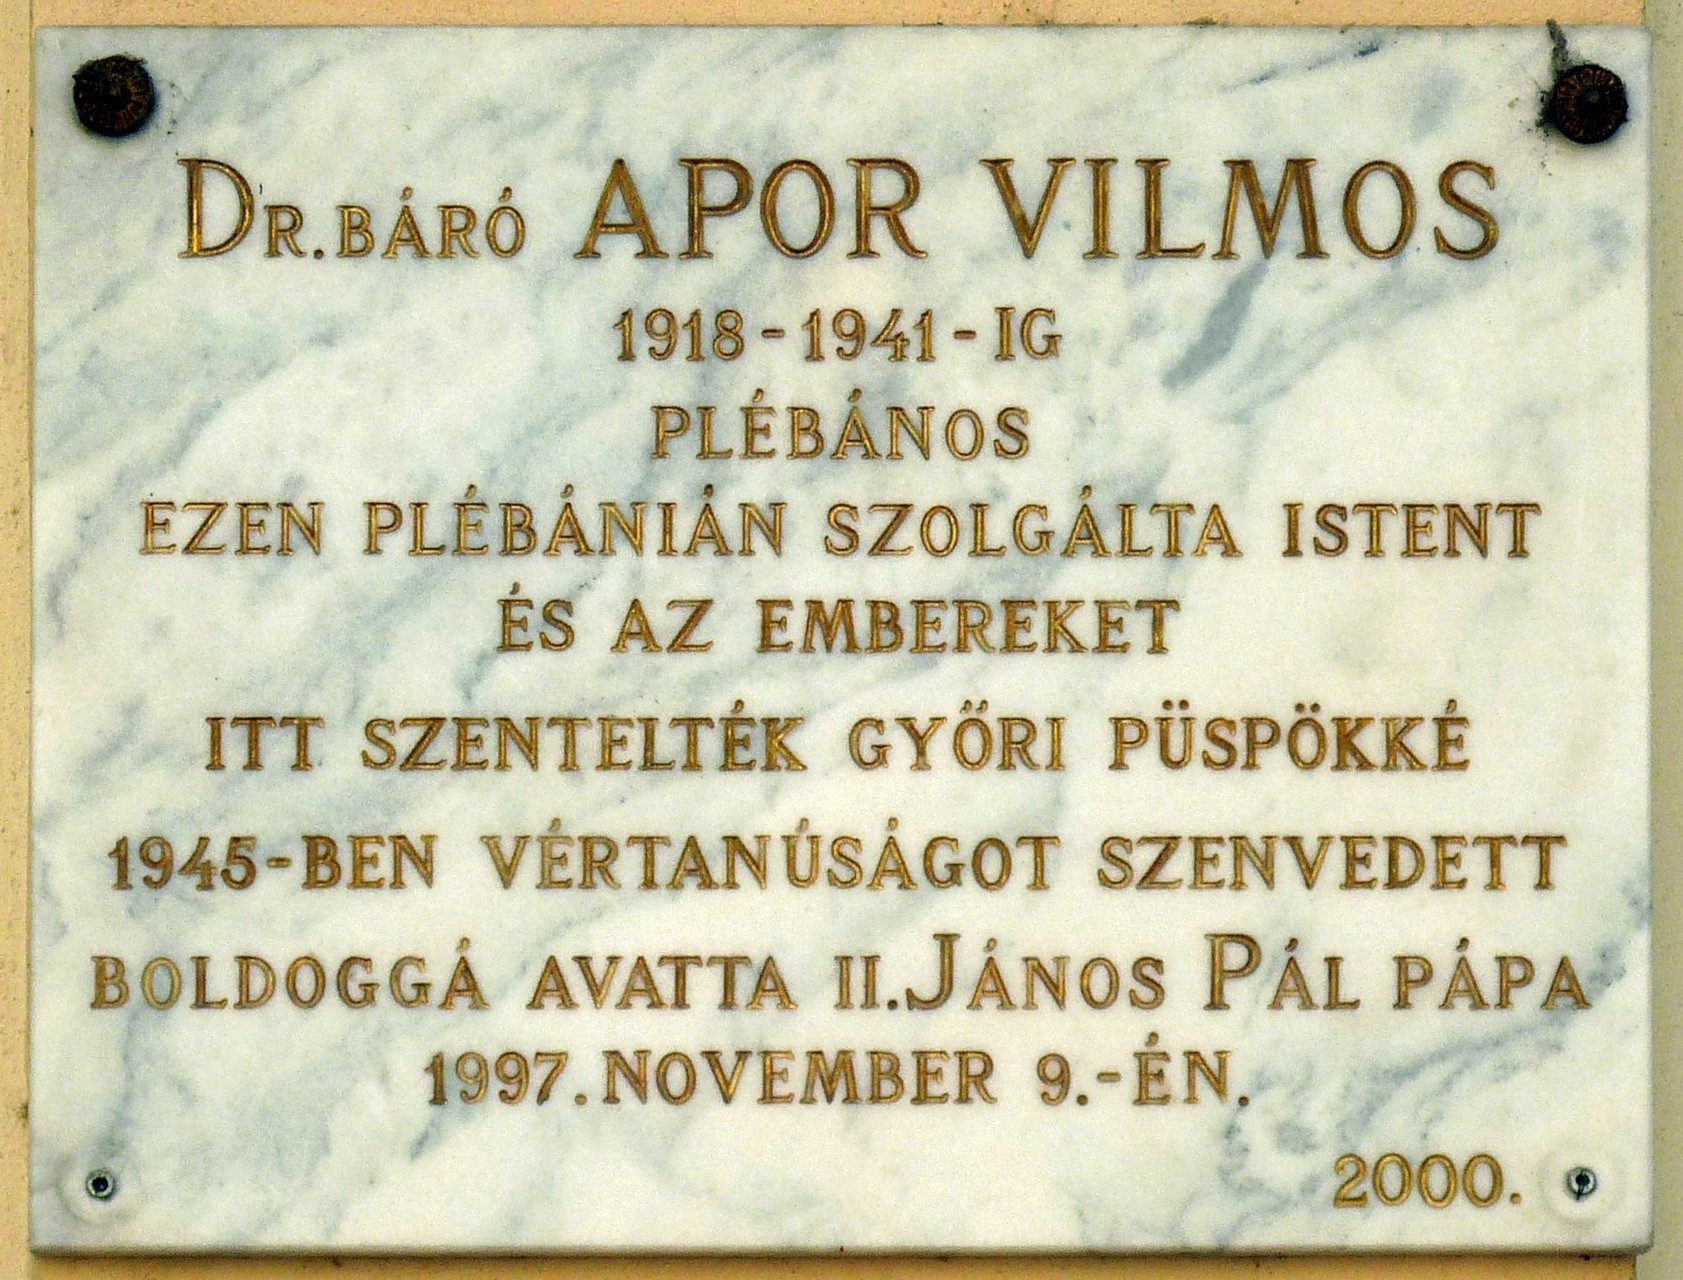 Dr. báró APOR VILMOS
1918-1941-IG
PLÉBÁNOS
EZEN PLÉBÁNIÁN SZOLGÁLTA ISTENT
ÉS AZ EMBEREKET
ITT SZENTELTÉK GYŐRI PÜSPÖKKÉ
1945-BEN VÉRTANÚSÁGOT SZENVEDETT
BOLDOGGÁ AVATTA II. JÁNOS PÁL PÁPA
1997. NOVEMBER 9.-ÉN.
2000.